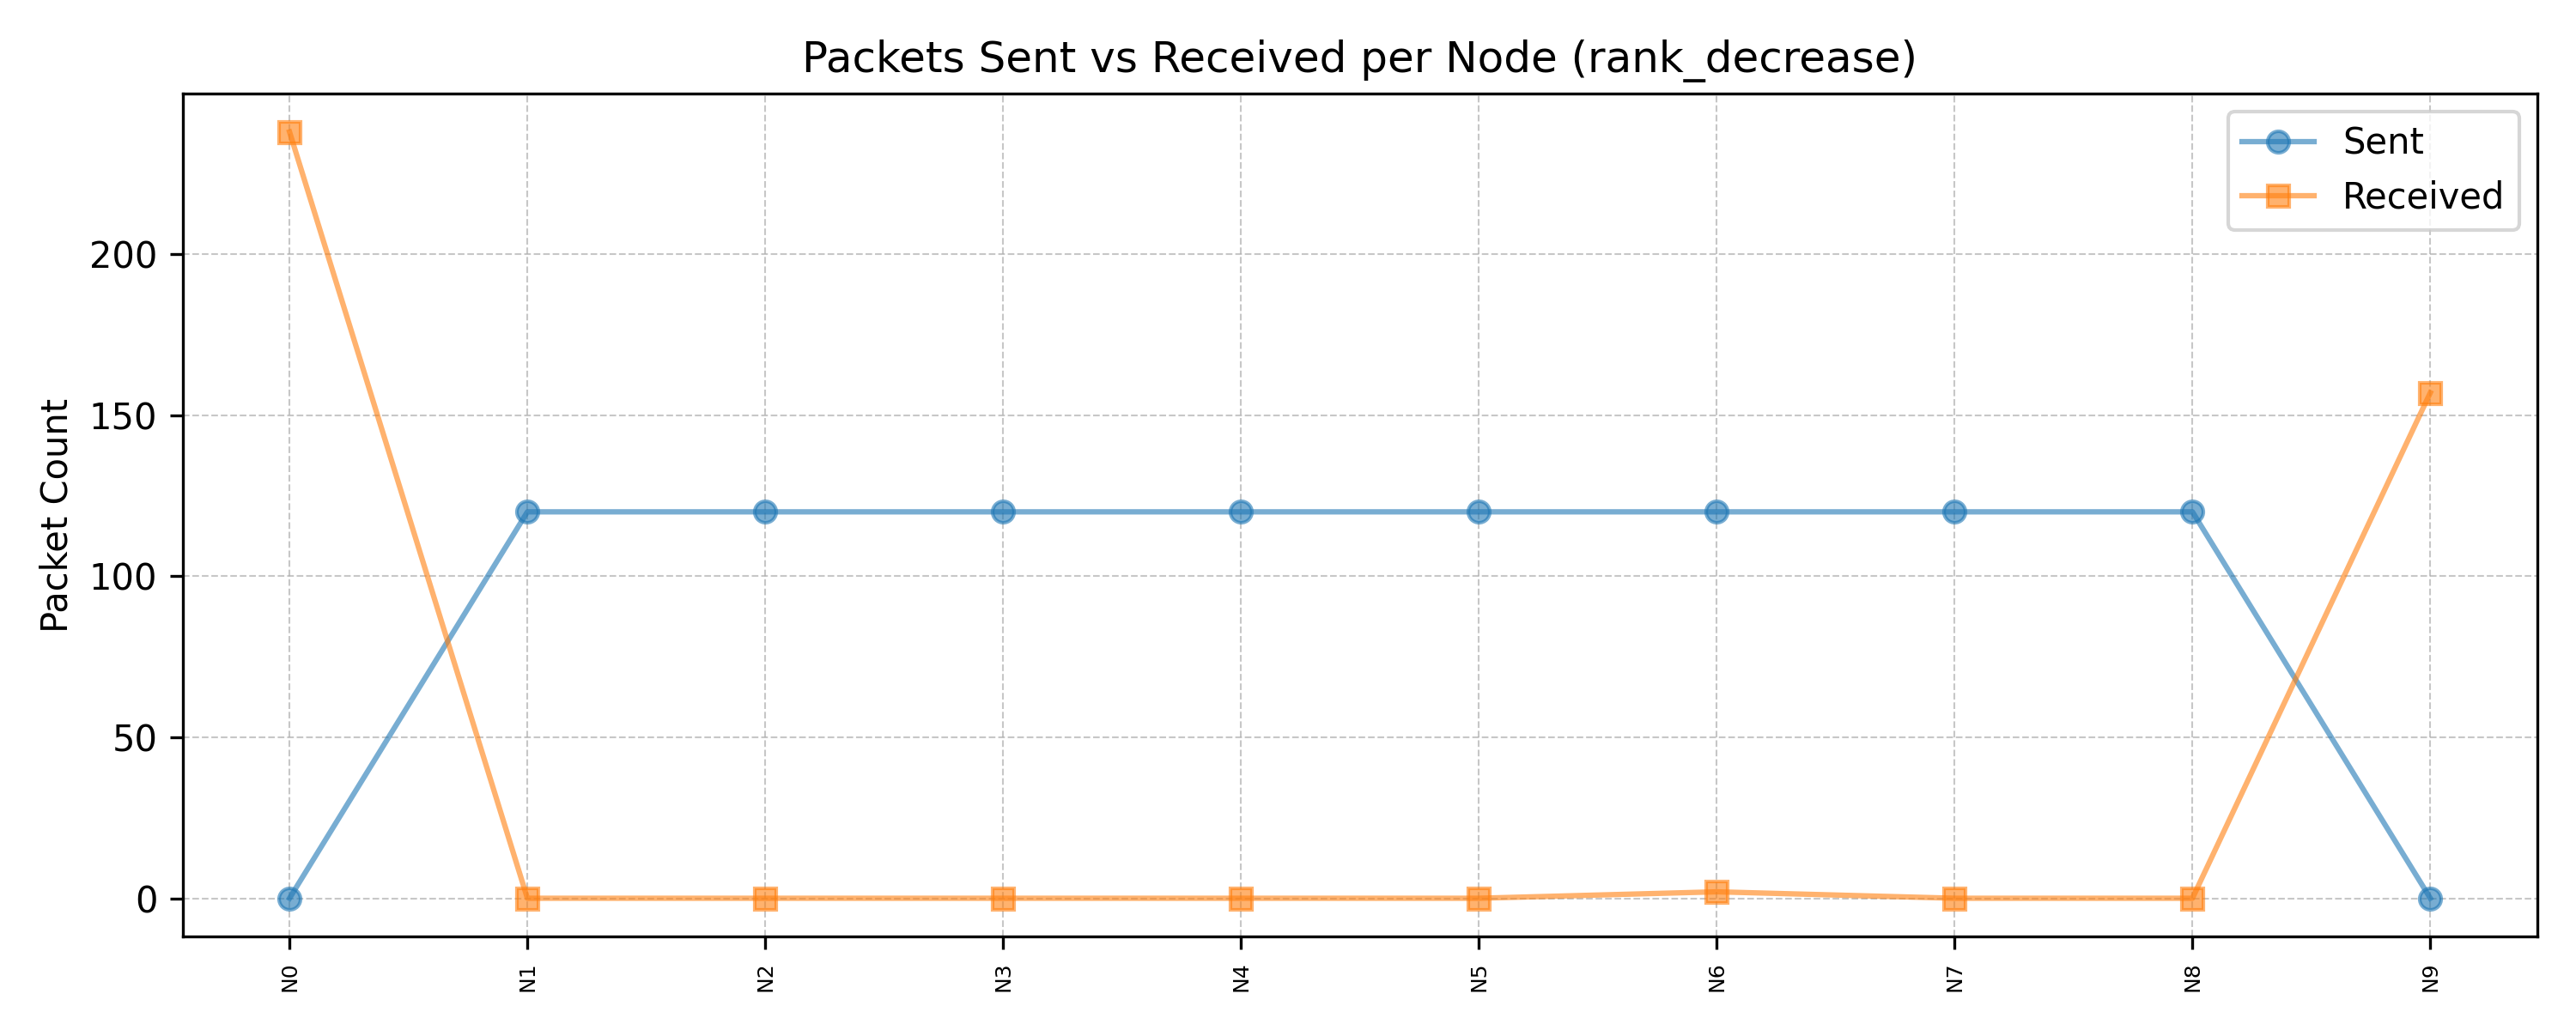 Packets Sent vs Received per Node (rank_decrease)
Sent
Received
Packet Count
200
150
100
50
0
N0
N1
N2
N3
N4
N5
N6
N7
N8
N9